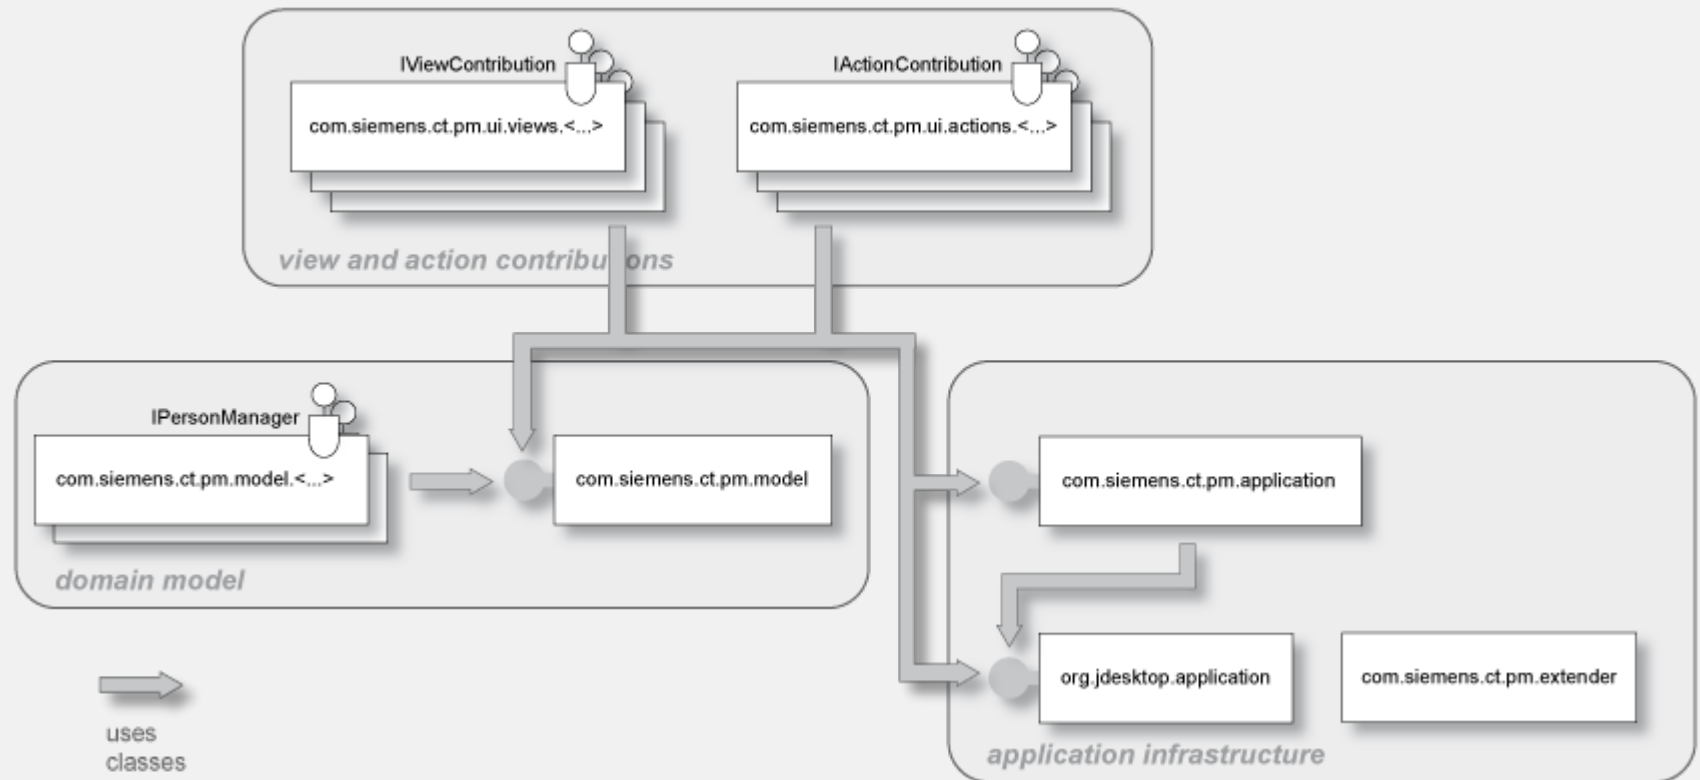 IViewContribution
IActionContribution
com.siemens.ct.pm.ui.views.<...>
com.siemens.ct.pm.ui.actions.<...>
view and action contributions
IPersonManager
com.siemens.ct.pm.model.<...>
com.siemens.ct.pm.model
com.siemens.ct.pm.application
domain model
org.jdesktop.application
com.siemens.ct.pm.extender
uses
classes
application infrastructure